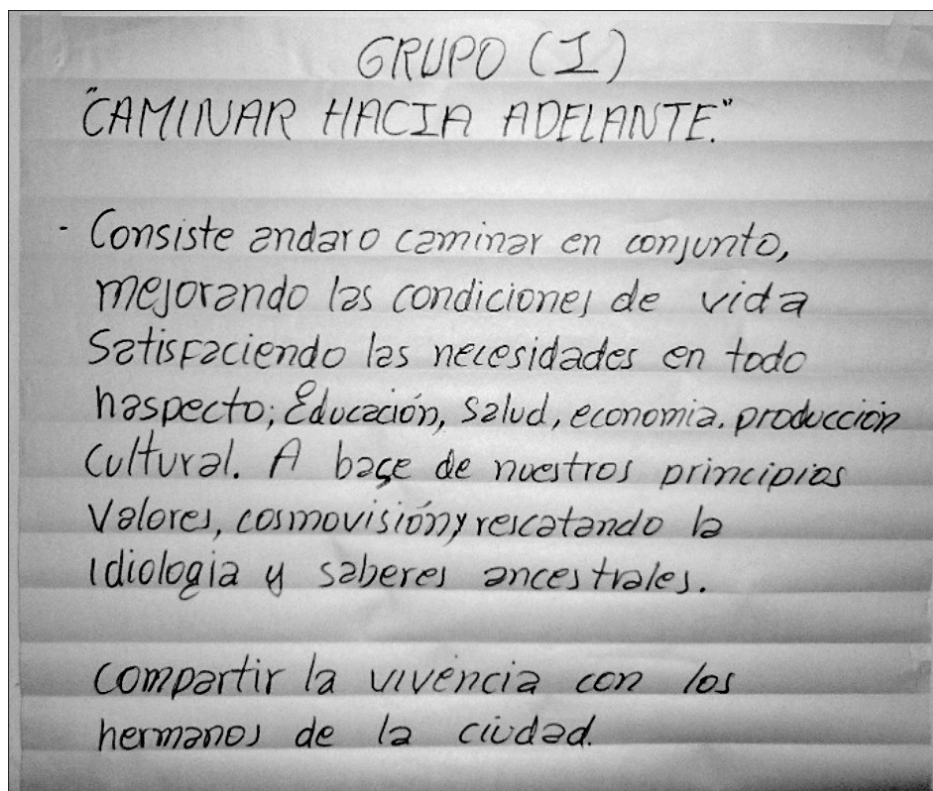 GRUPO (I)
"CAMINAR HACIA ADELANTE."
- Consiste andar o caminar en conjunto,
mejorando las condiciones de vida
Satisfaciendo las necesidades en todo
haspecto; Educación, salud, economia. producción
Cultural. A bace de nuestros principios
Valores, cosmovisión y rescatando la
idiologia y saberes ancestrales.
compartir la vivencia con los
hermanos de la ciudad.